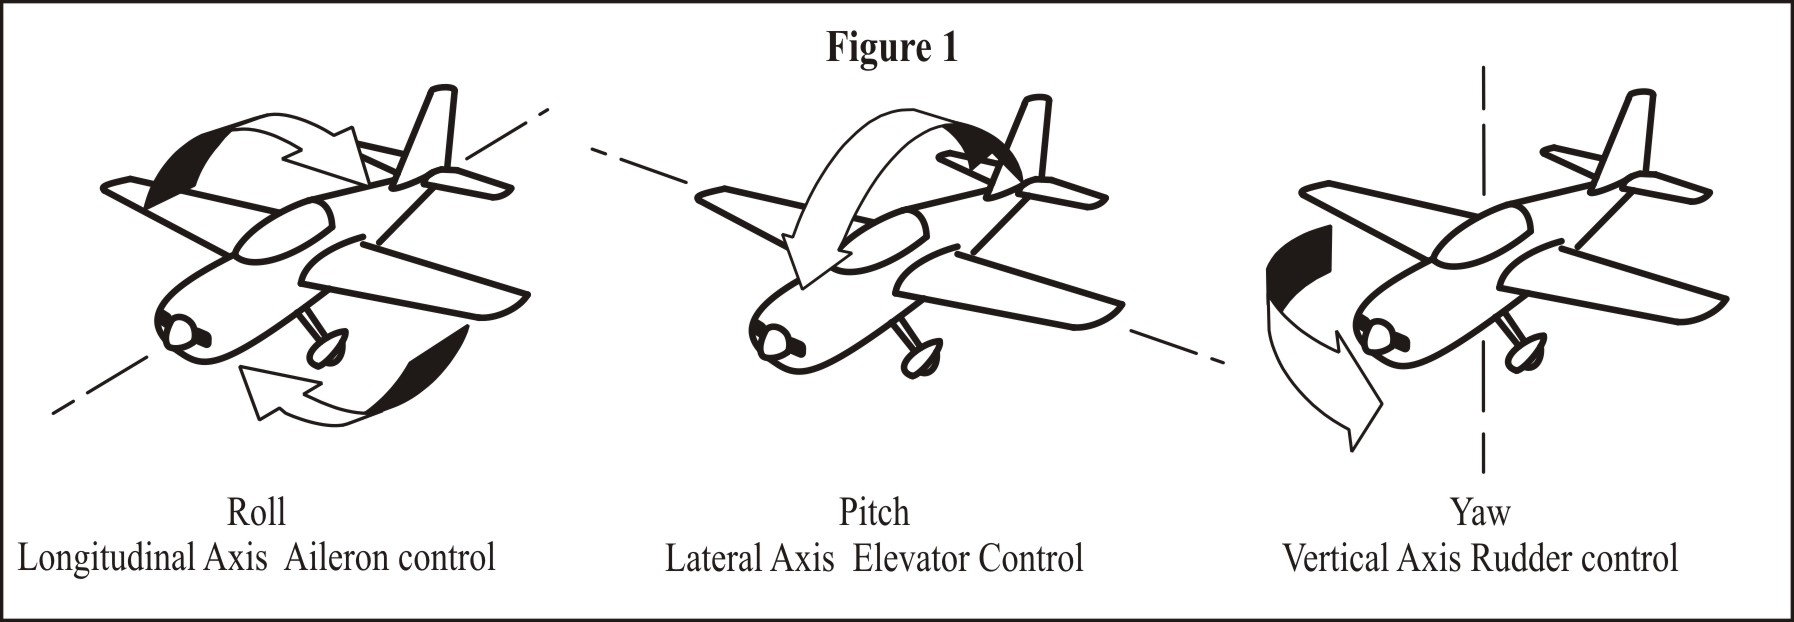 Figure 1
Roll
Longitudinal Axis  Aileron control
Pitch
Lateral Axis  Elevator Control
Yaw
Vertical Axis Rudder control